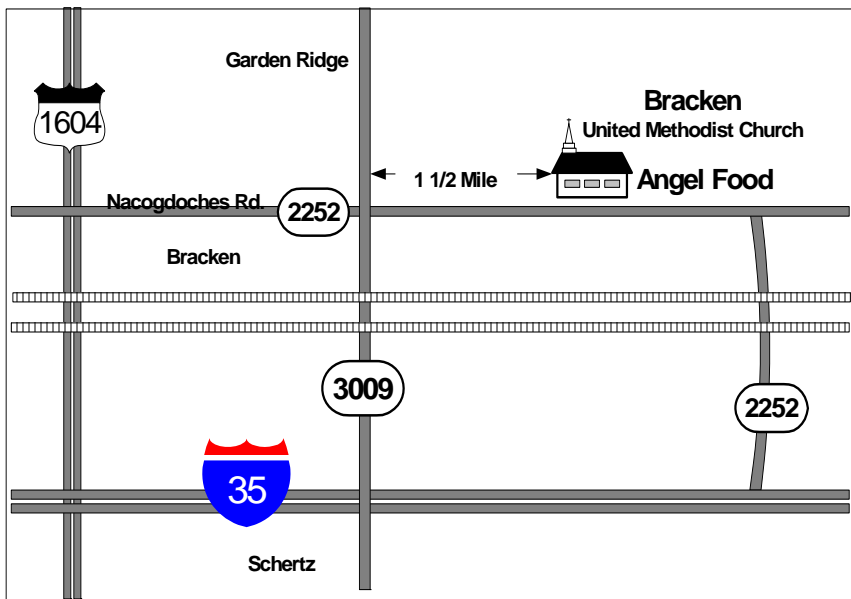 Garden Ridge
1604
Bracken
United Methodist Church
1 1/2 Mile
Angel Food
Nacogdoches Rd.
2252
Bracken
3009
2252
35
Schertz